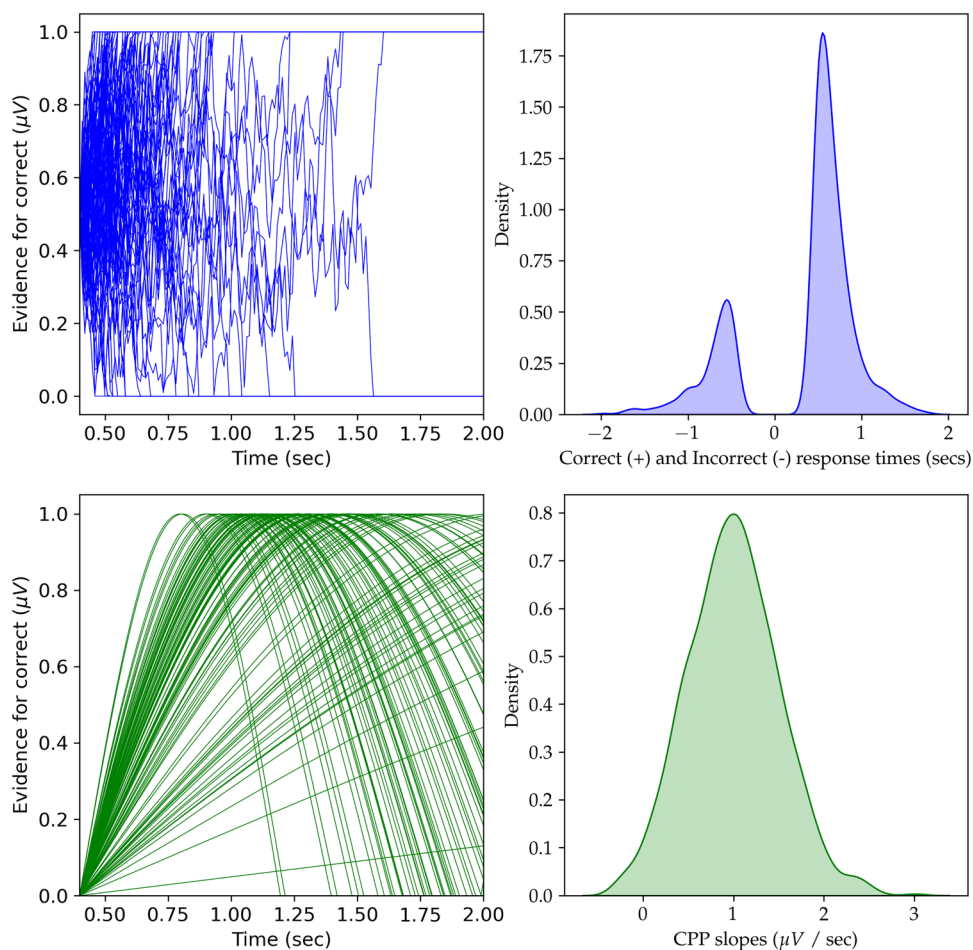 1.0
0.8
0.6
0.4
0.2
0.0
Evidence for correct (μV)
0.50 0.75 1.00 1.25 1.50 1.75 2.00
Time (sec)
1.75
1.50
1.25
1.00
0.75
0.50
0.25
0.00
Density
−2 −1 0 1 2
Correct (+) and Incorrect (-) response times (secs)
1.0
0.8
0.6
0.4
0.2
0.0
Evidence for correct (μV)
0.50 0.75 1.00 1.25 1.50 1.75 2.00
Time (sec)
0.8
0.7
0.6
0.5
0.4
0.3
0.2
0.1
0.0
Density
0 1 2 3
CPP slopes (μV / sec)